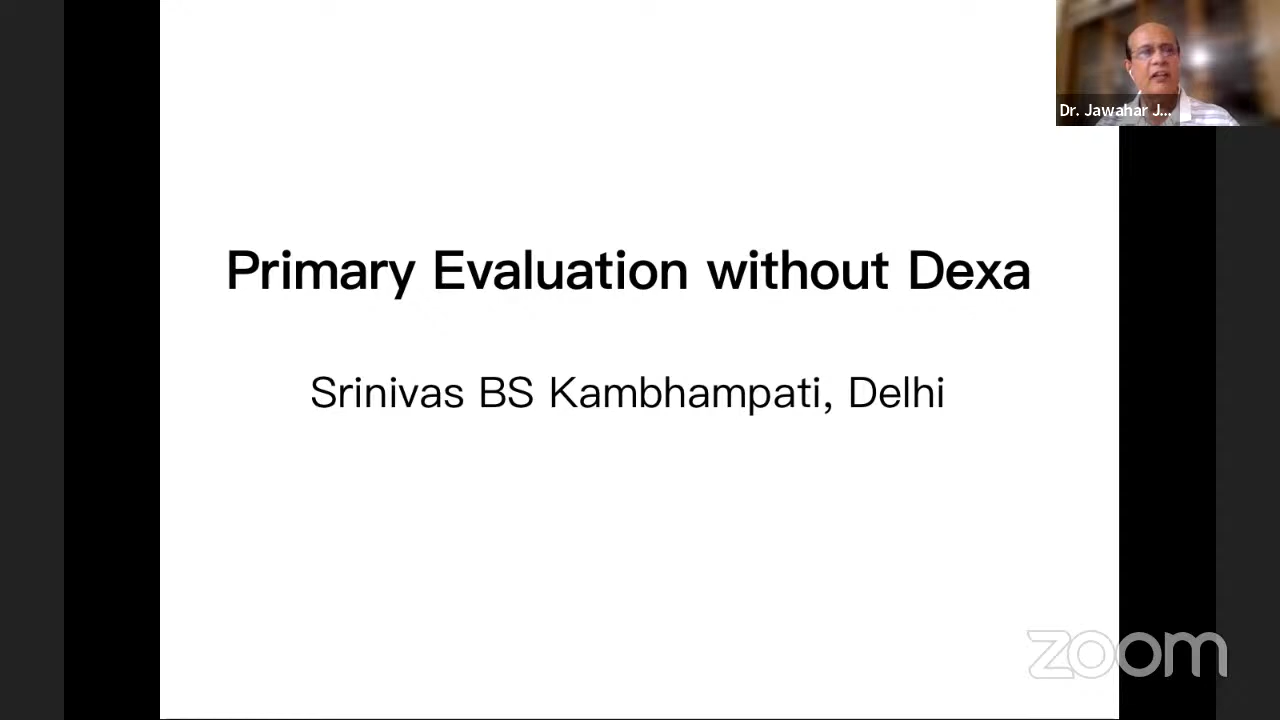 Dr. Jawahar J...
Primary Evaluation without Dexa
Srinivas BS Kambhampati, Delhi
zoom